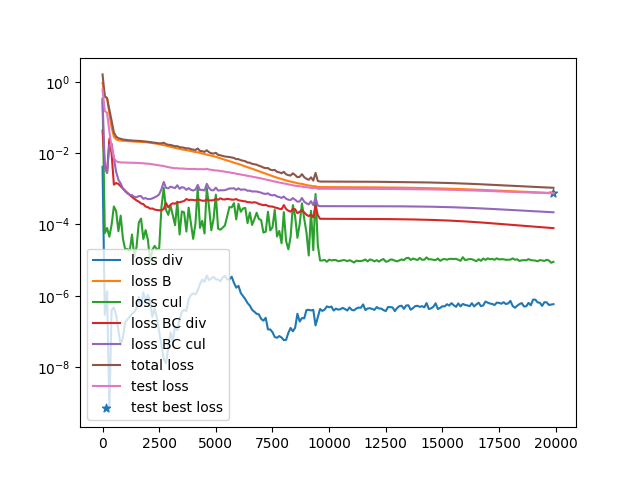 10⁰
10⁻²
10⁻⁴
10⁻⁶
10⁻⁸
loss div
loss B
loss cul
loss BC div
loss BC cul
total loss
test loss
test best loss
0 2500 5000 7500 10000 12500 15000 17500 20000